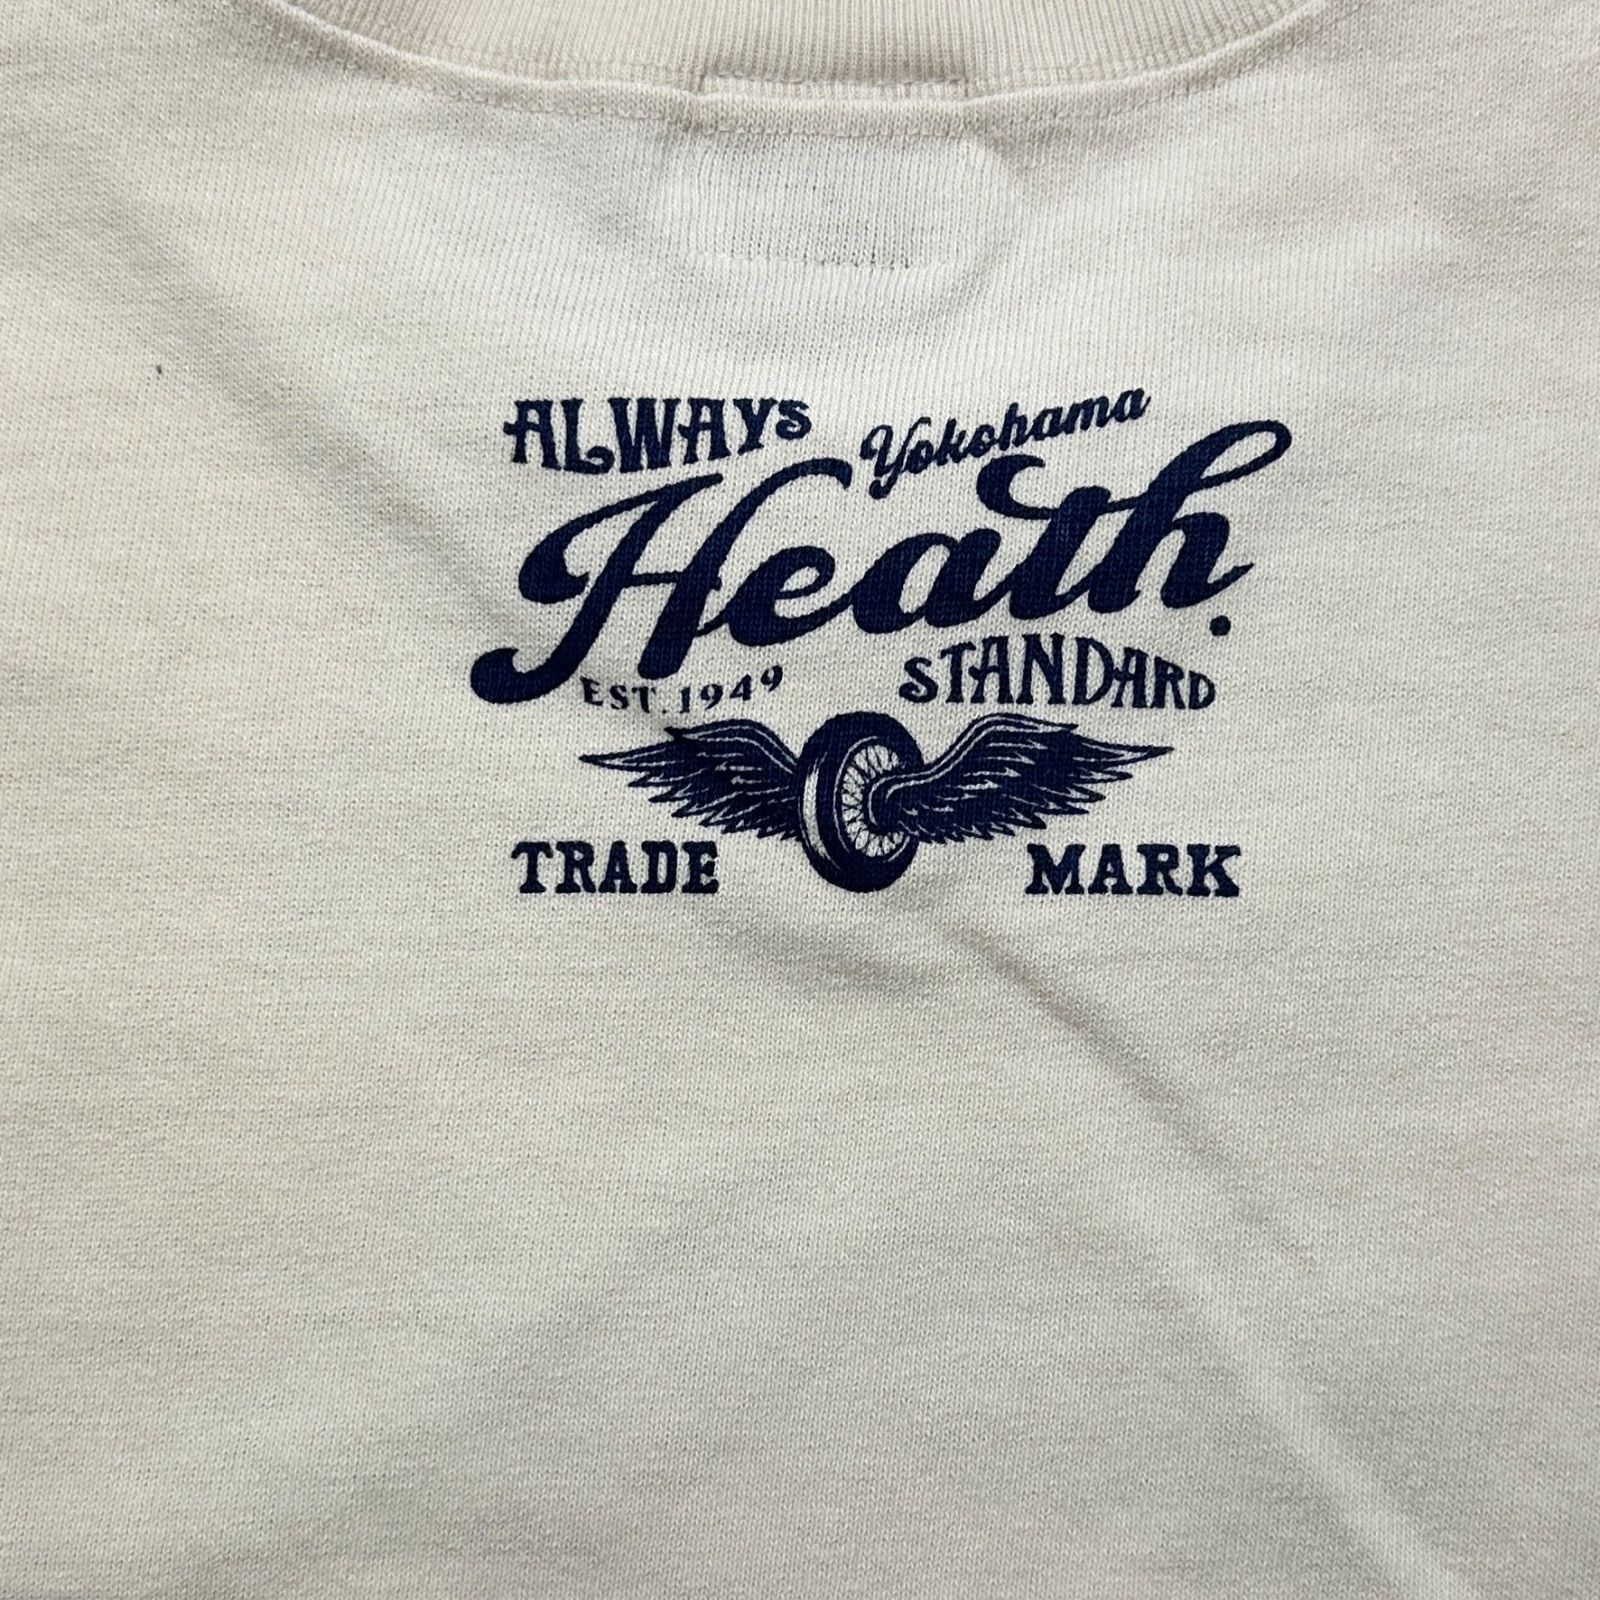 ALWAYS Yokohama
Heath.
EST. 1949 STANDARD
TRADE MARK